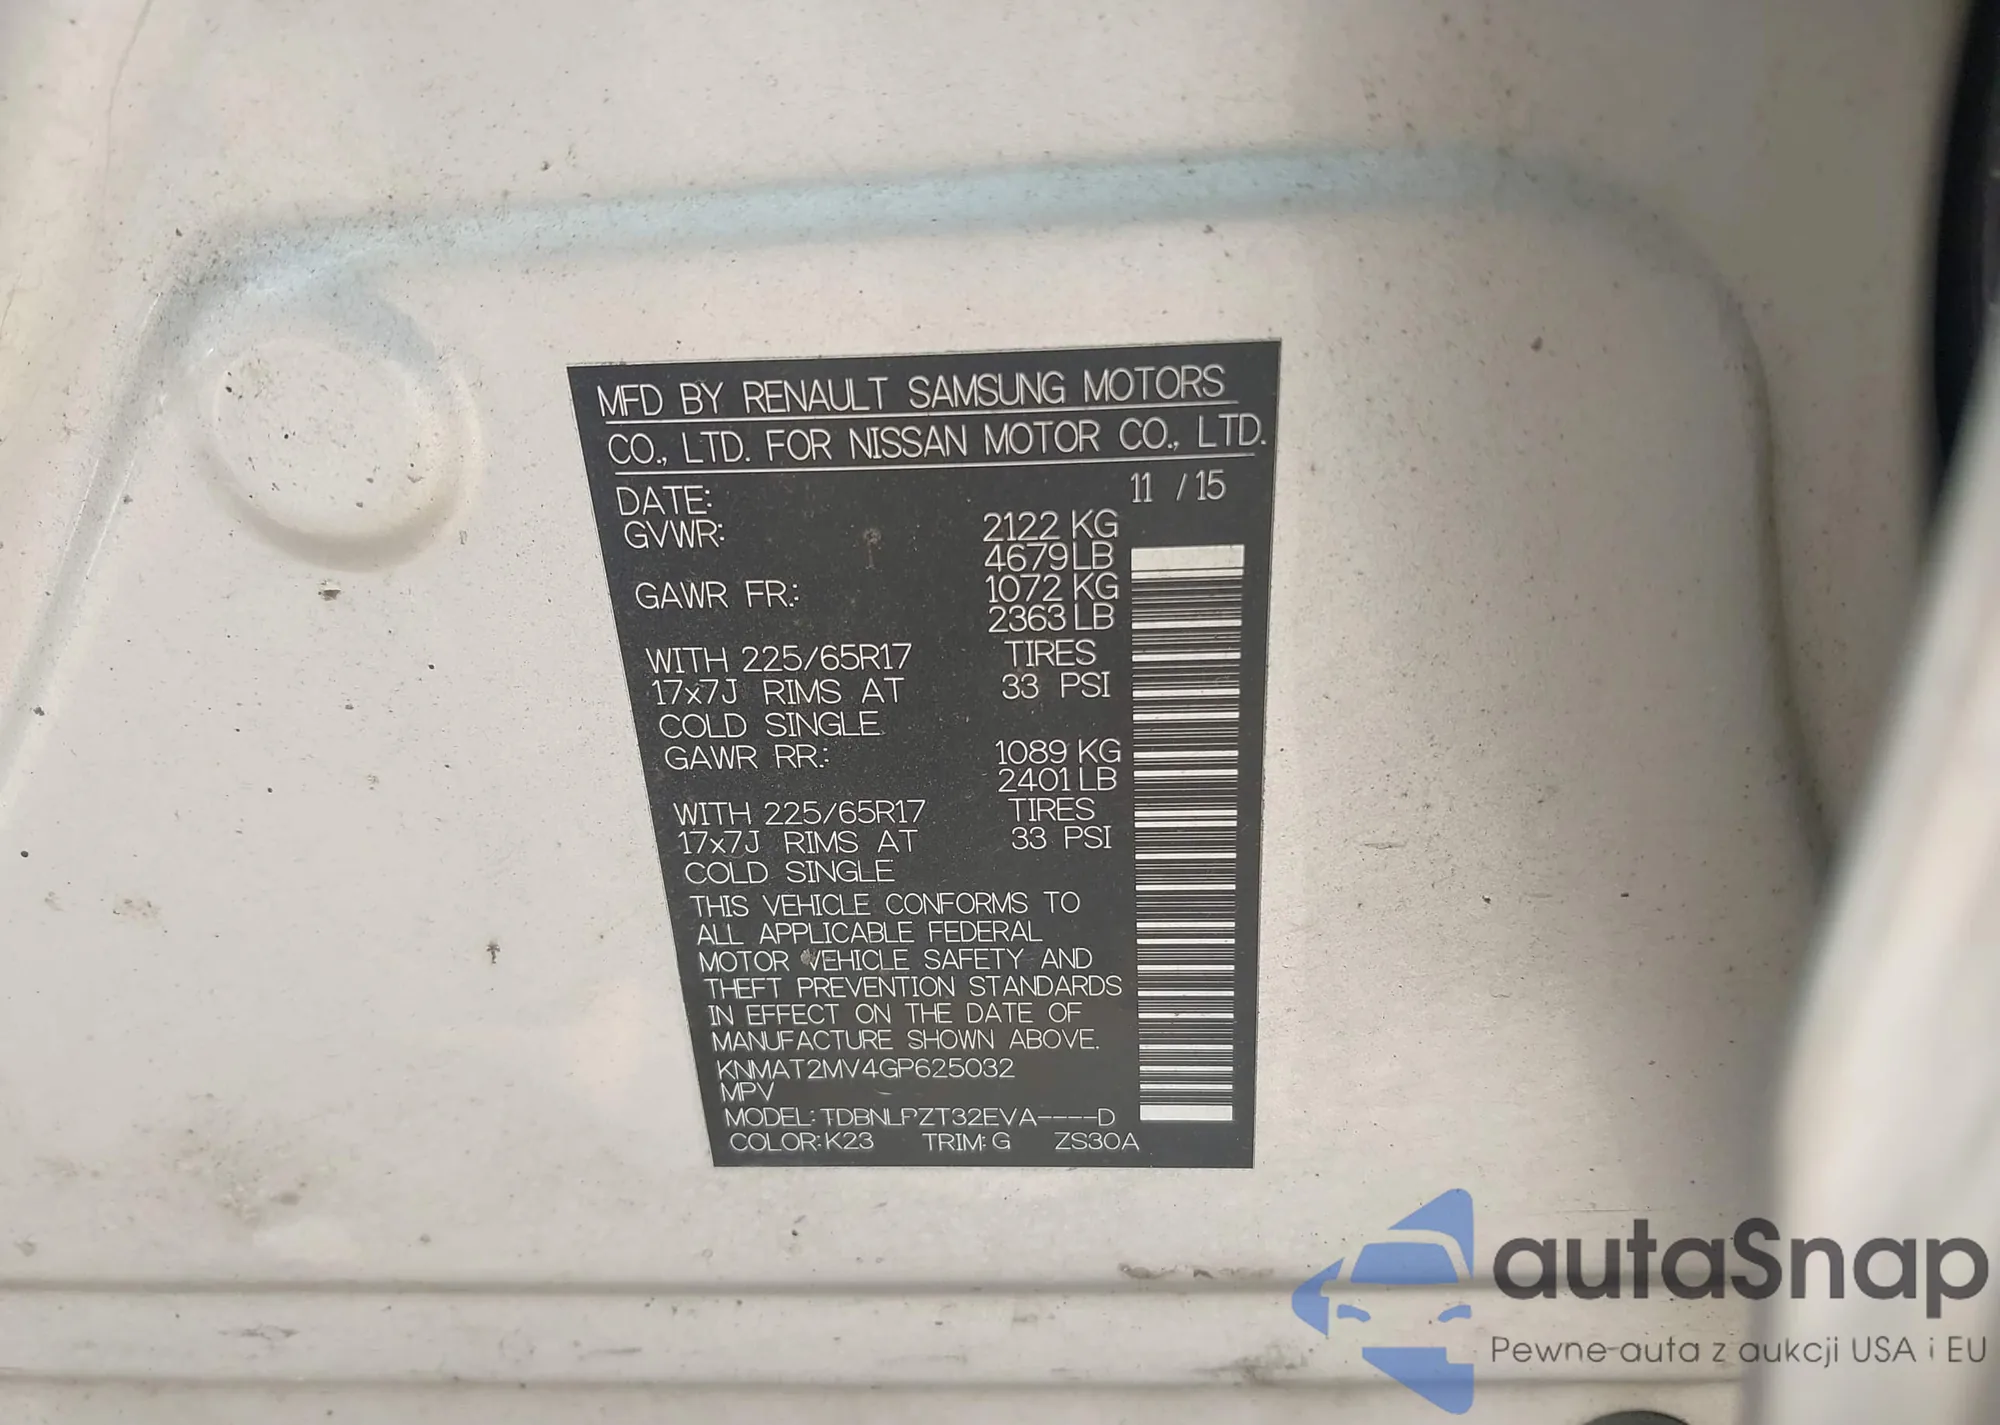 MFD BY RENAULT SAMSUNG MOTORS
CO., LTD. FOR NISSAN MOTOR CO., LTD.
DATE: 11 / 15
GVWR: 2122 KG
4679 LB
GAWR FR.: 1072 KG
2363 LB
WITH 225/65R17 TIRES
17x7J RIMS AT 33 PSI
COLD SINGLE
GAWR RR.: 1089 KG
2401 LB
WITH 225/65R17 TIRES
17x7J RIMS AT 33 PSI
COLD SINGLE
THIS VEHICLE CONFORMS TO
ALL APPLICABLE FEDERAL
MOTOR VEHICLE SAFETY AND
THEFT PREVENTION STANDARDS
IN EFFECT ON THE DATE OF
MANUFACTURE SHOWN ABOVE.
KNMAT2MV4GP625032
MPV
MODEL: TDBNLPZT32EVA----D
COLOR: K23 TRIM: G ZS30A
autaSnap
Pewne auta z aukcji USA i EU